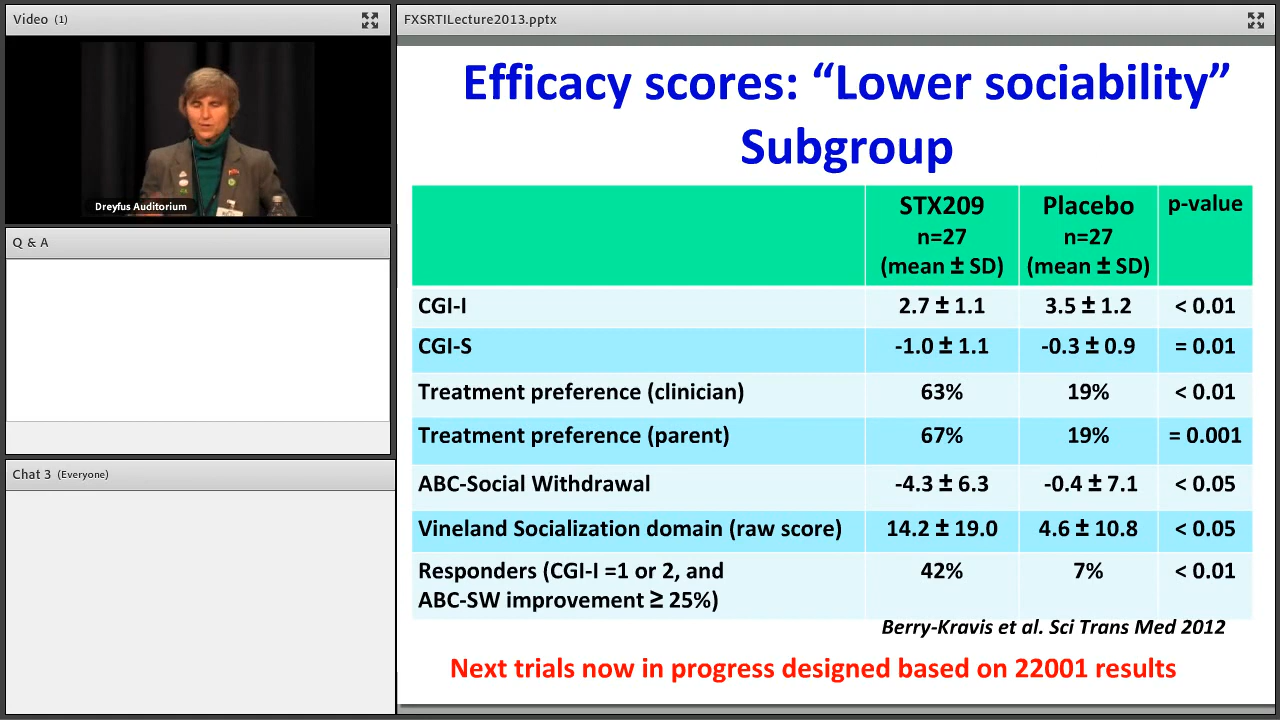 Video (1)
Dreyfus Auditorium
Q & A
Chat 3 (Everyone)
FXSRTILecture2013.pptx
Efficacy scores: “Lower sociability”
Subgroup
STX209
n=27
(mean ± SD)
Placebo
n=27
(mean ± SD)
p-value
CGI-I 2.7 ± 1.1 3.5 ± 1.2 < 0.01
CGI-S -1.0 ± 1.1 -0.3 ± 0.9 = 0.01
Treatment preference (clinician) 63% 19% < 0.01
Treatment preference (parent) 67% 19% = 0.001
ABC-Social Withdrawal -4.3 ± 6.3 -0.4 ± 7.1 < 0.05
Vineland Socialization domain (raw score) 14.2 ± 19.0 4.6 ± 10.8 < 0.05
Responders (CGI-I =1 or 2, and 42% 7% < 0.01
ABC-SW improvement ≥ 25%)
Berry-Kravis et al. Sci Trans Med 2012
Next trials now in progress designed based on 22001 results